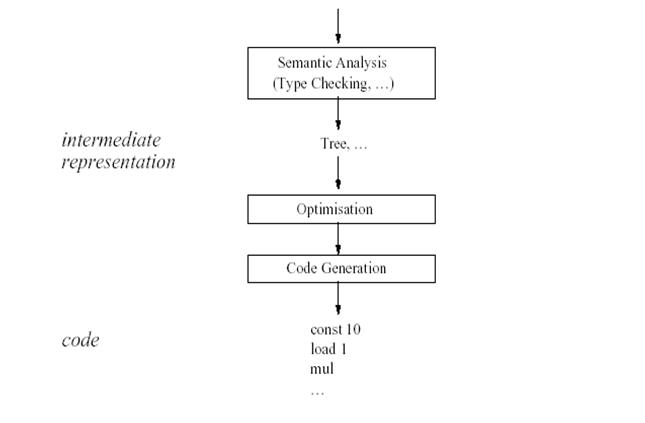 Semantic Analysis
(Type Checking, …)
intermediate
representation
Tree, …
Optimisation
Code Generation
code
const 10
load 1
mul
…